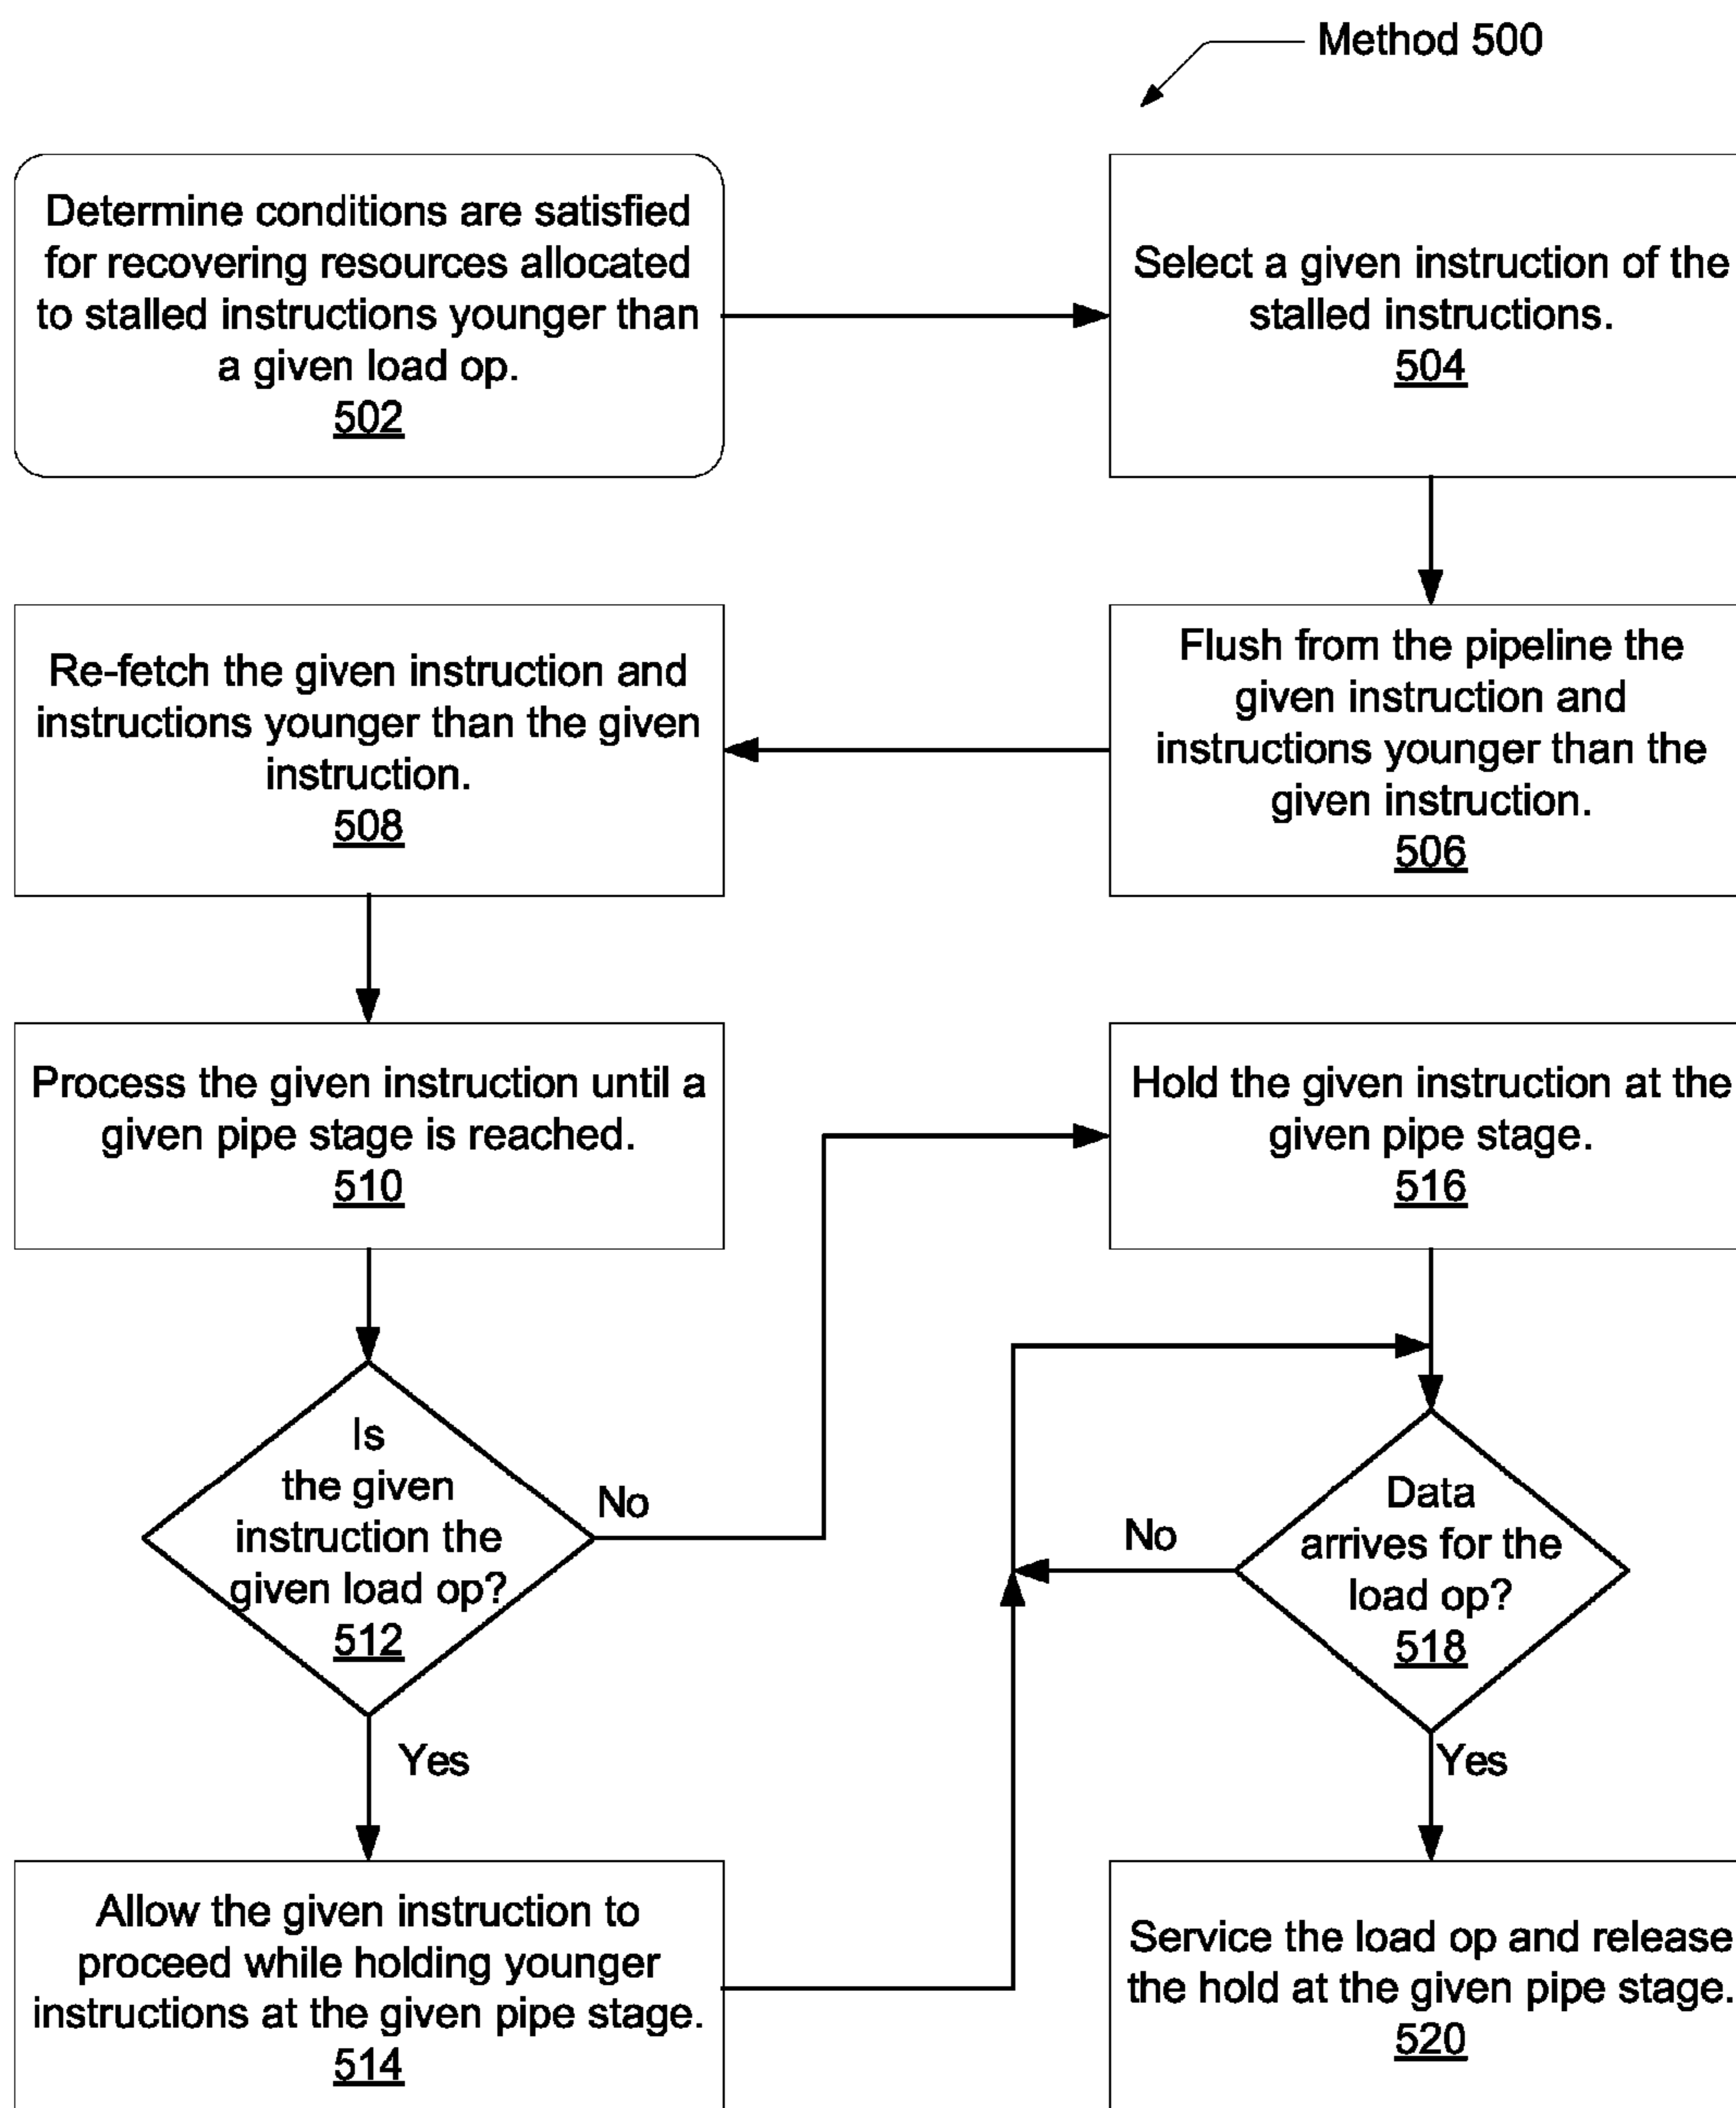 Method 500
Determine conditions are satisfied
for recovering resources allocated
to stalled instructions younger than
a given load op.
502
Select a given instruction of the
stalled instructions.
504
Flush from the pipeline the
given instruction and
instructions younger than the
given instruction.
506
Re-fetch the given instruction and
instructions younger than the given
instruction.
508
Process the given instruction until a
given pipe stage is reached.
510
Is
the given
instruction the
given load op?
512
No
Yes
Allow the given instruction to
proceed while holding younger
instructions at the given pipe stage.
514
Hold the given instruction at the
given pipe stage.
516
Data
arrives for the
load op?
518
No
Yes
Service the load op and release
the hold at the given pipe stage.
520